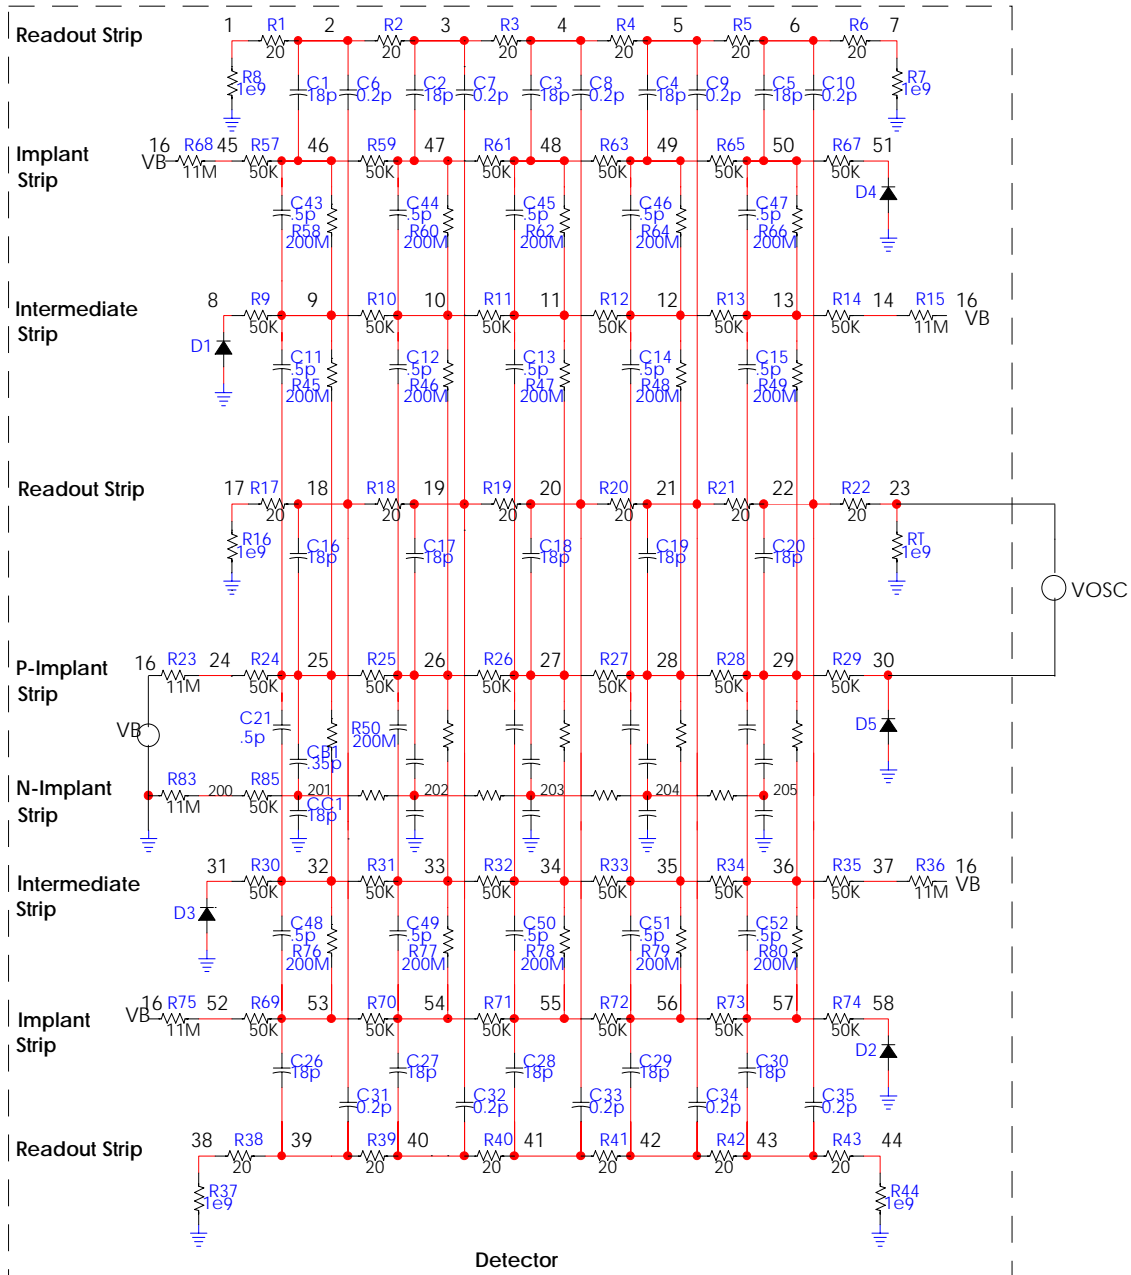 Readout Strip
1 R1 2 R2 3 R3 4 R4 5 R5 6 R6 7
20 20 20 20 20 20
R8 1e9 C1 18p C6 0.2p C2 18p C7 0.2p C3 18p C8 0.2p C4 18p C9 0.2p C5 18p C10 0.2p R7 1e9
Implant Strip
16 VB R68 11M 45 R57 46 R59 47 R61 48 R63 49 R65 50 R67 51
50K 50K 50K 50K 50K 50K
C43 .5p C44 .5p C45 .5p C46 .5p C47 .5p D4
R58 200M R60 200M R62 200M R64 200M R66 200M
Intermediate Strip
8 R9 9 R10 10 R11 11 R12 12 R13 13 R14 14 R15 11M 16 VB
50K 50K 50K 50K 50K 50K
D1
C11 .5p C12 .5p C13 .5p C14 .5p C15 .5p
R45 200M R46 200M R47 200M R48 200M R49 200M
Readout Strip
17 R17 18 R18 19 R19 20 R20 21 R21 22 R22 23
20 20 20 20 20 20
R16 1e9 C16 18p C17 18p C18 18p C19 18p C20 18p RT 1e9
VOSC
P-Implant Strip
16 R23 11M 24 R24 25 R25 26 R26 27 R27 28 R28 29 R29 30
50K 50K 50K 50K 50K 50K
VB C21 .5p R50 200M D5
CB1 .35p
N-Implant Strip
R83 11M 200 R85 50K 201 202 203 204 205
CC1 18p
Intermediate Strip
31 R30 32 R31 33 R32 34 R33 35 R34 36 R35 37 R36 11M 16 VB
50K 50K 50K 50K 50K 50K
D3
C48 .5p C49 .5p C50 .5p C51 .5p C52 .5p
R76 200M R77 200M R78 200M R79 200M R80 200M
Implant Strip
16 VB R75 11M 52 R69 53 R70 54 R71 55 R72 56 R73 57 R74 58
50K 50K 50K 50K 50K 50K
C26 18p C27 18p C28 18p C29 18p C30 18p D2
C31 0.2p C32 0.2p C33 0.2p C34 0.2p C35 0.2p
Readout Strip
38 R38 39 R39 40 R40 41 R41 42 R42 43 R43 44
20 20 20 20 20 20
R37 1e9 R44 1e9
Detector